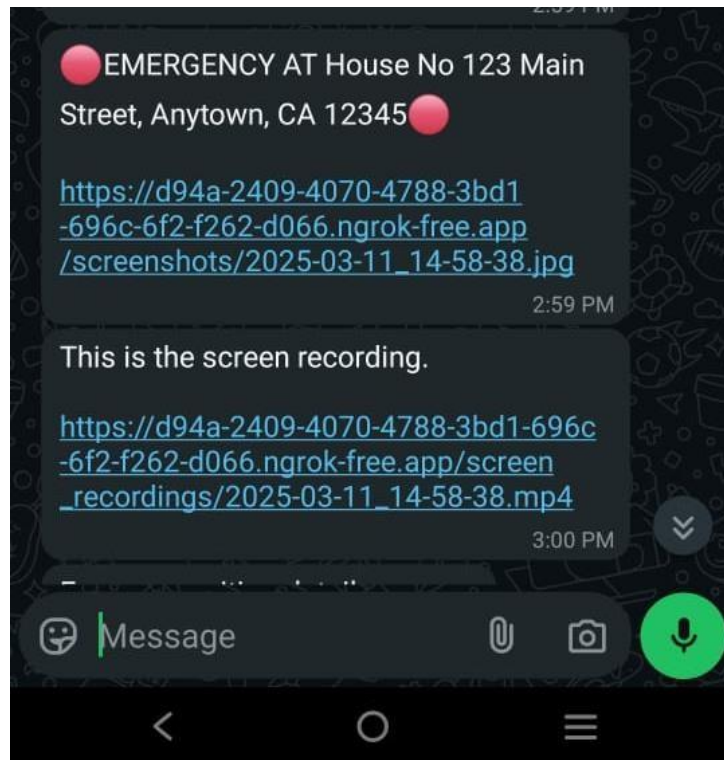 EMERGENCY AT House No 123 Main
Street, Anytown, CA 12345
https://d94a-2409-4070-4788-3bd1
-696c-6f2-f262-d066.ngrok-free.app
/screenshots/2025-03-11_14-58-38.jpg
2:59 PM
This is the screen recording.
https://d94a-2409-4070-4788-3bd1-696c
-6f2-f262-d066.ngrok-free.app/screen
_recordings/2025-03-11_14-58-38.mp4
3:00 PM
Message